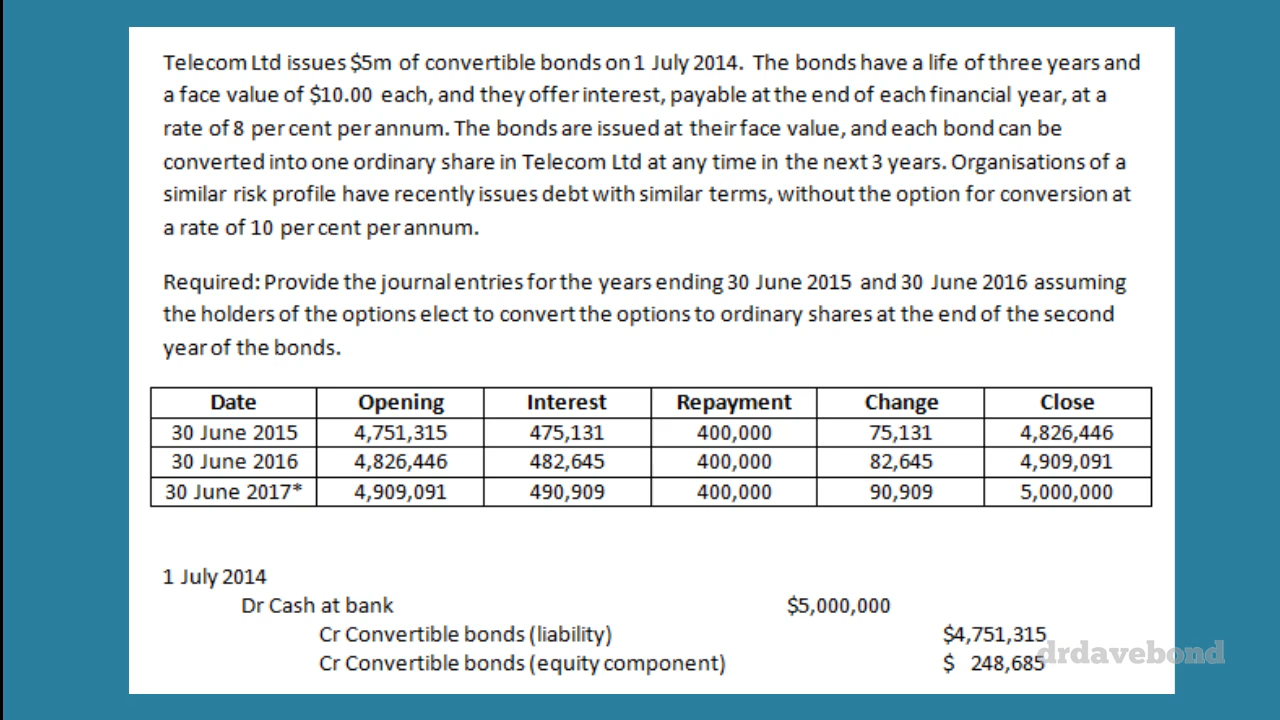 Telecom Ltd issues $5m of convertible bonds on 1 July 2014. The bonds have a life of three years and
a face value of $10.00 each, and they offer interest, payable at the end of each financial year, at a
rate of 8 per cent per annum. The bonds are issued at their face value, and each bond can be
converted into one ordinary share in Telecom Ltd at any time in the next 3 years. Organisations of a
similar risk profile have recently issues debt with similar terms, without the option for conversion at
a rate of 10 per cent per annum.
Required: Provide the journal entries for the years ending 30 June 2015 and 30 June 2016 assuming
the holders of the options elect to convert the options to ordinary shares at the end of the second
year of the bonds.
Date Opening Interest Repayment Change Close
30 June 2015 4,751,315 475,131 400,000 75,131 4,826,446
30 June 2016 4,826,446 482,645 400,000 82,645 4,909,091
30 June 2017* 4,909,091 490,909 400,000 90,909 5,000,000
1 July 2014
Dr Cash at bank $5,000,000
Cr Convertible bonds (liability) $4,751,315
Cr Convertible bonds (equity component) $ 248,685
drdavebond